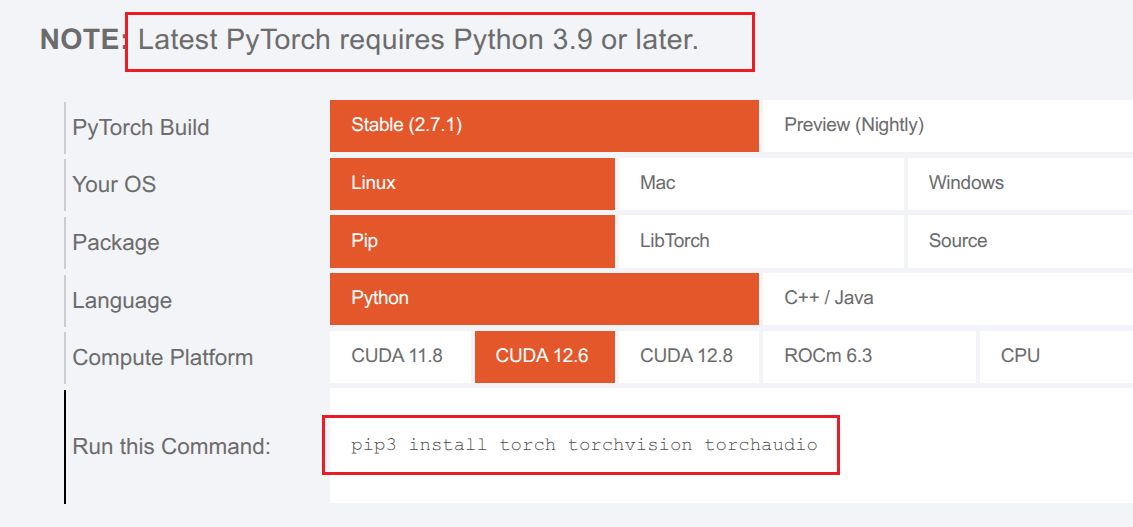 NOTE: Latest PyTorch requires Python 3.9 or later.
PyTorch Build Stable (2.7.1) Preview (Nightly)
Your OS Linux Mac Windows
Package Pip LibTorch Source
Language Python C++ / Java
Compute Platform CUDA 11.8 CUDA 12.6 CUDA 12.8 ROCm 6.3 CPU
Run this Command: pip3 install torch torchvision torchaudio